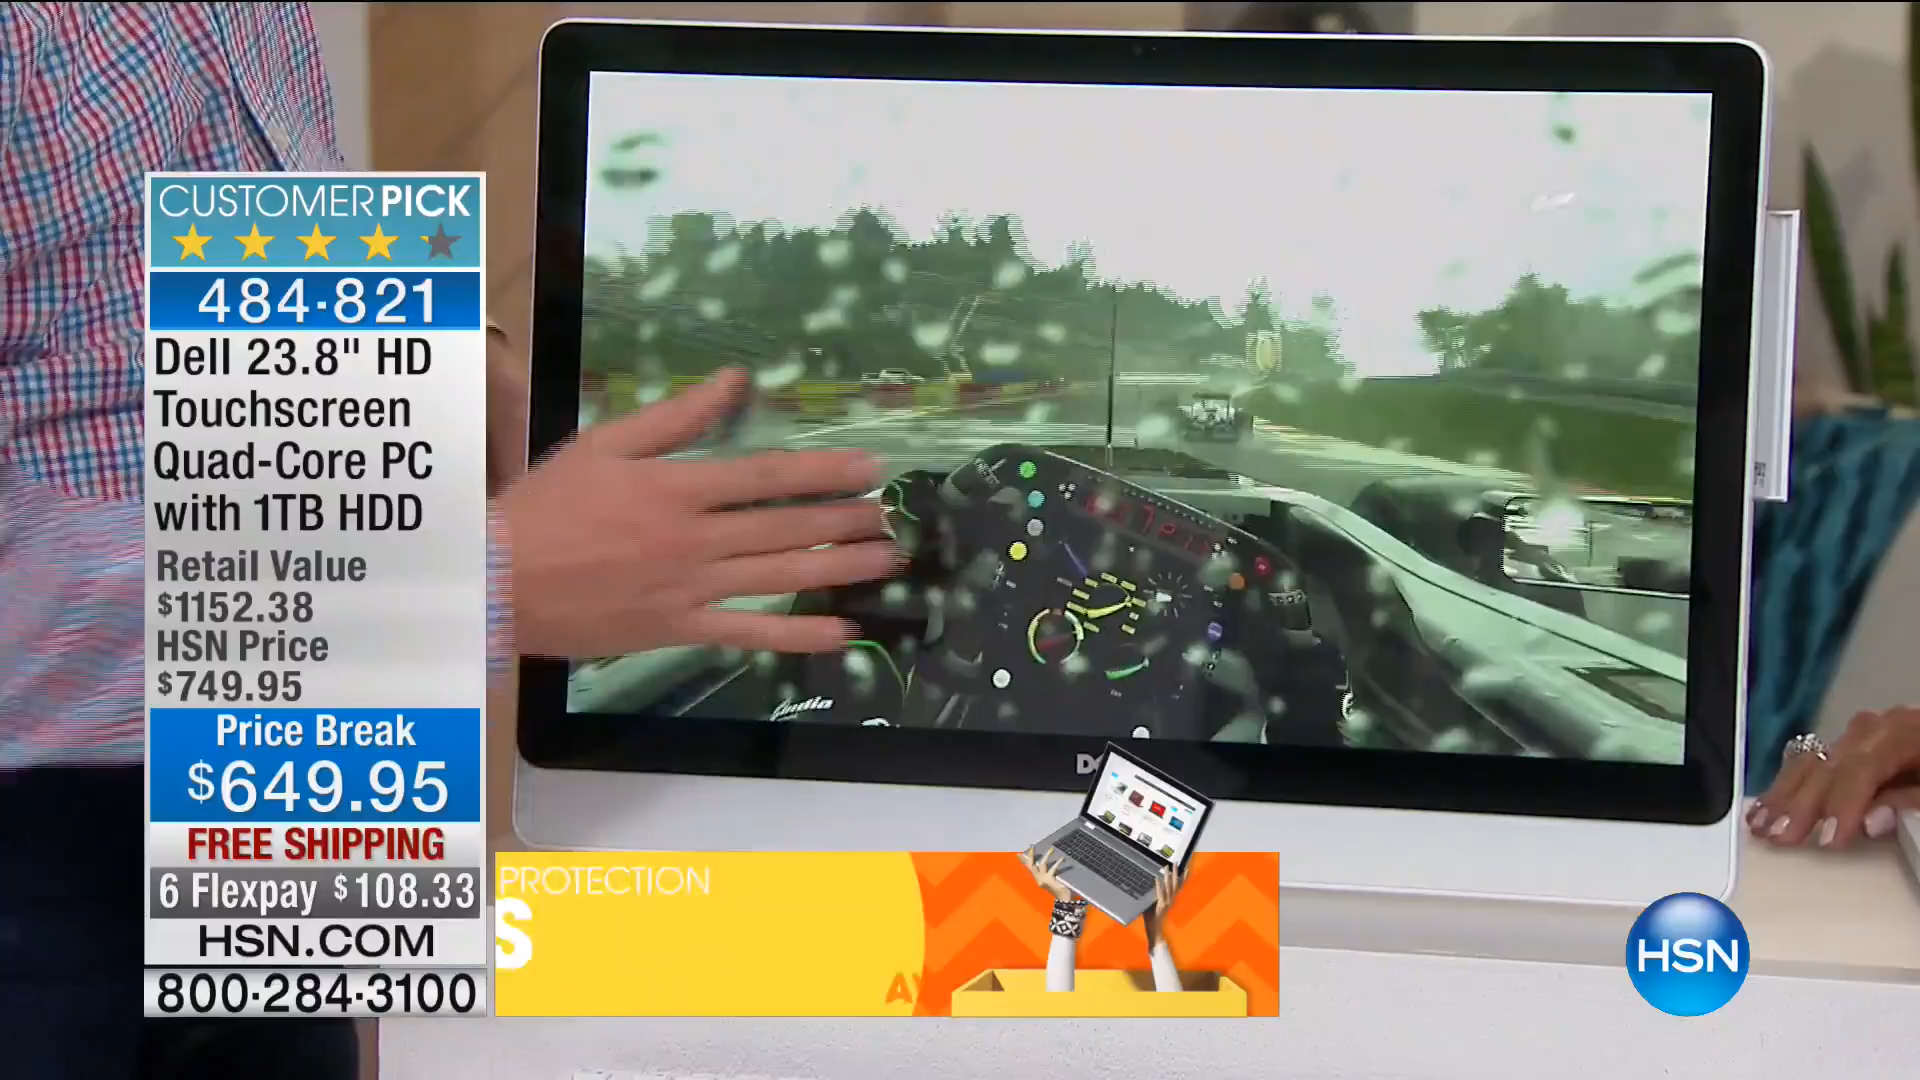 CUSTOMER PICK
484·821
Dell 23.8" HD
Touchscreen
Quad-Core PC
with 1TB HDD
Retail Value
$1152.38
HSN Price
$749.95
Price Break
$649.95
FREE SHIPPING
6 Flexpay $108.33
HSN.COM
800·284·3100
PROTECTION
S
HSN